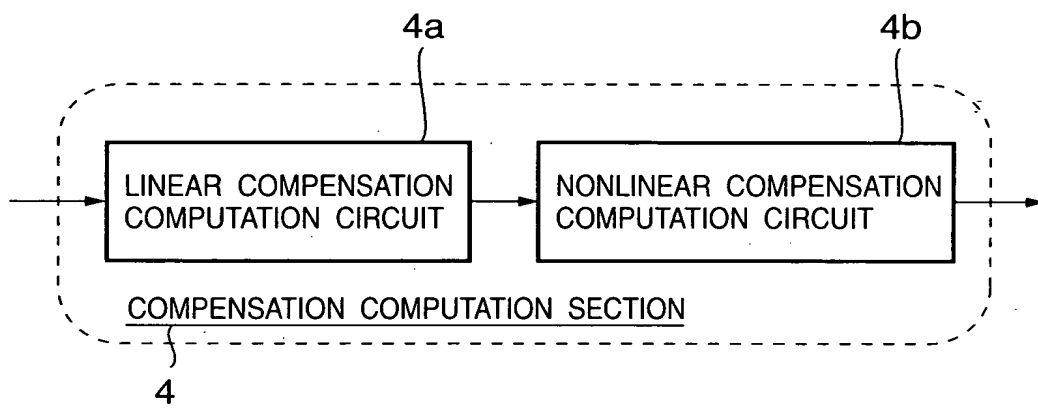 4a
4b
LINEAR COMPENSATION
COMPUTATION CIRCUIT
NONLINEAR COMPENSATION
COMPUTATION CIRCUIT
COMPENSATION COMPUTATION SECTION
4